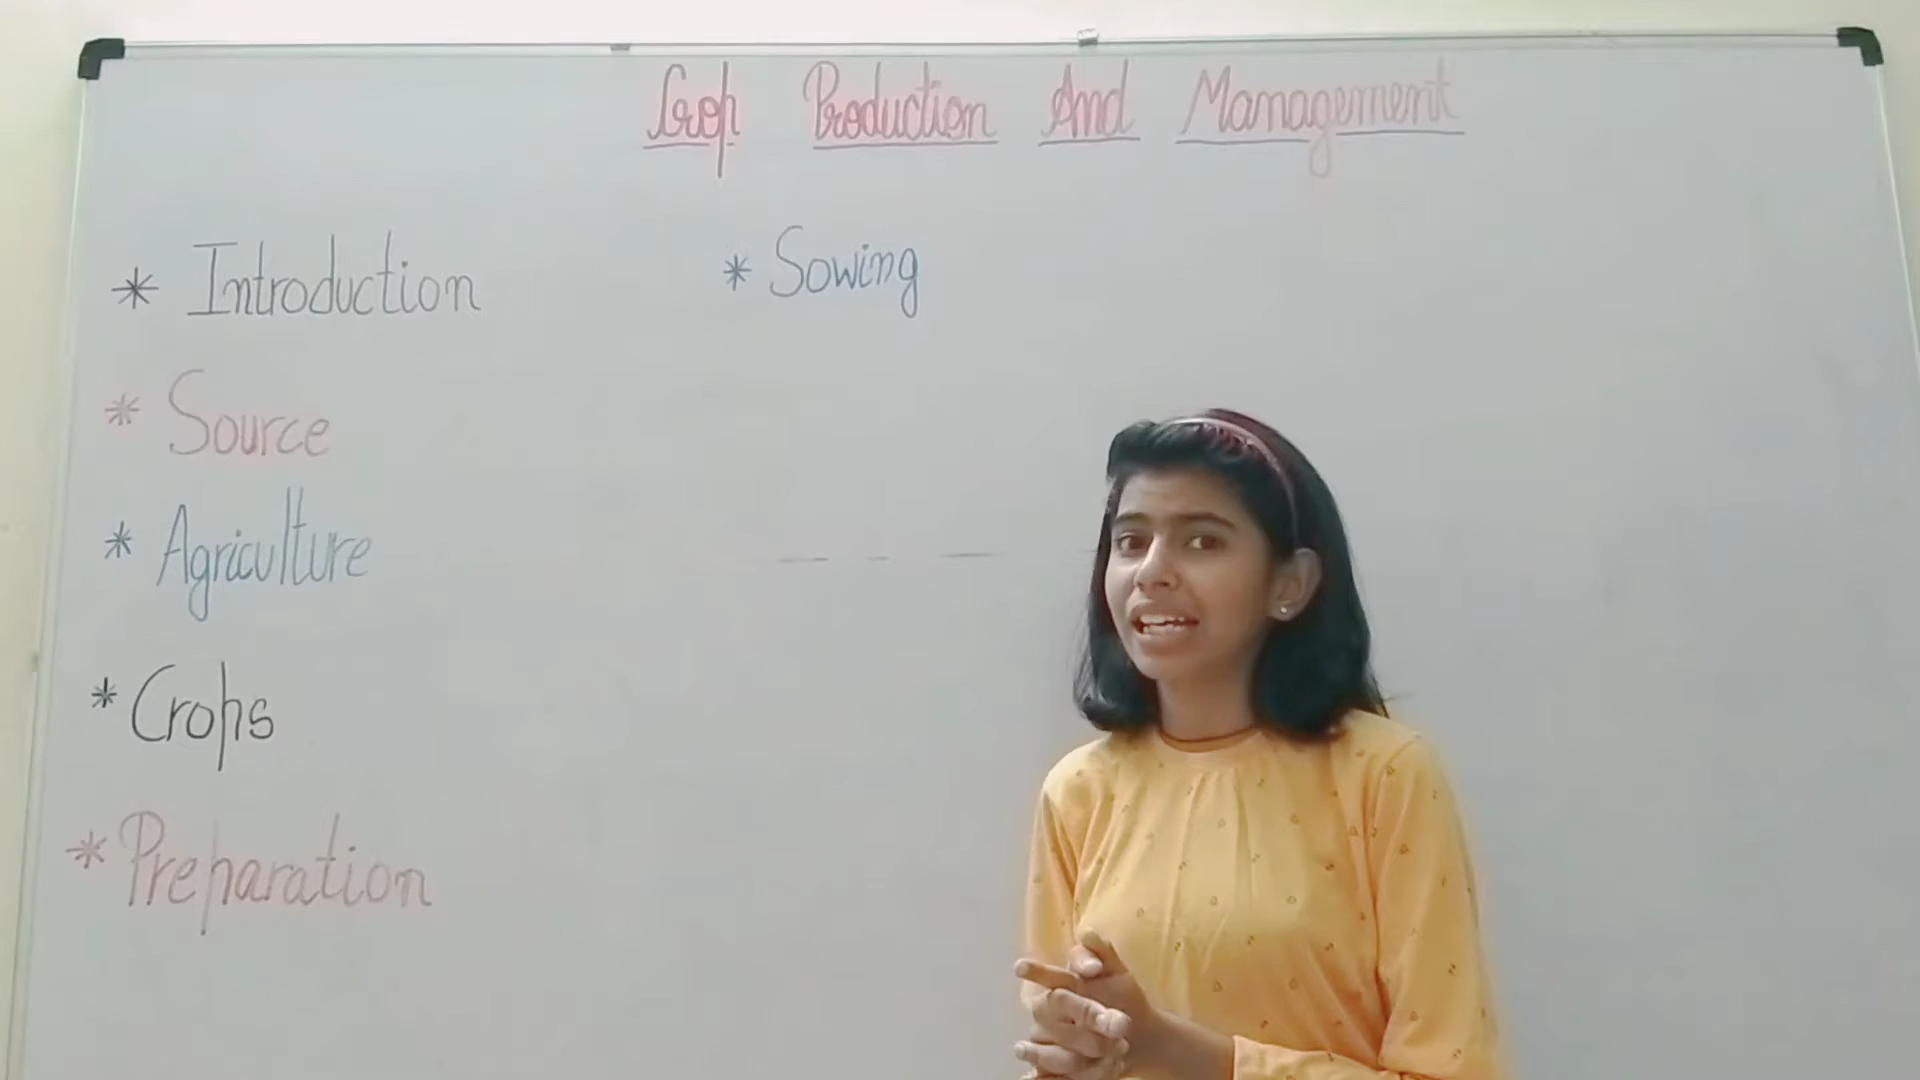 Crop Production And Management
* Introduction
* Source
* Agriculture
* Crops
* Preparation
* Sowing